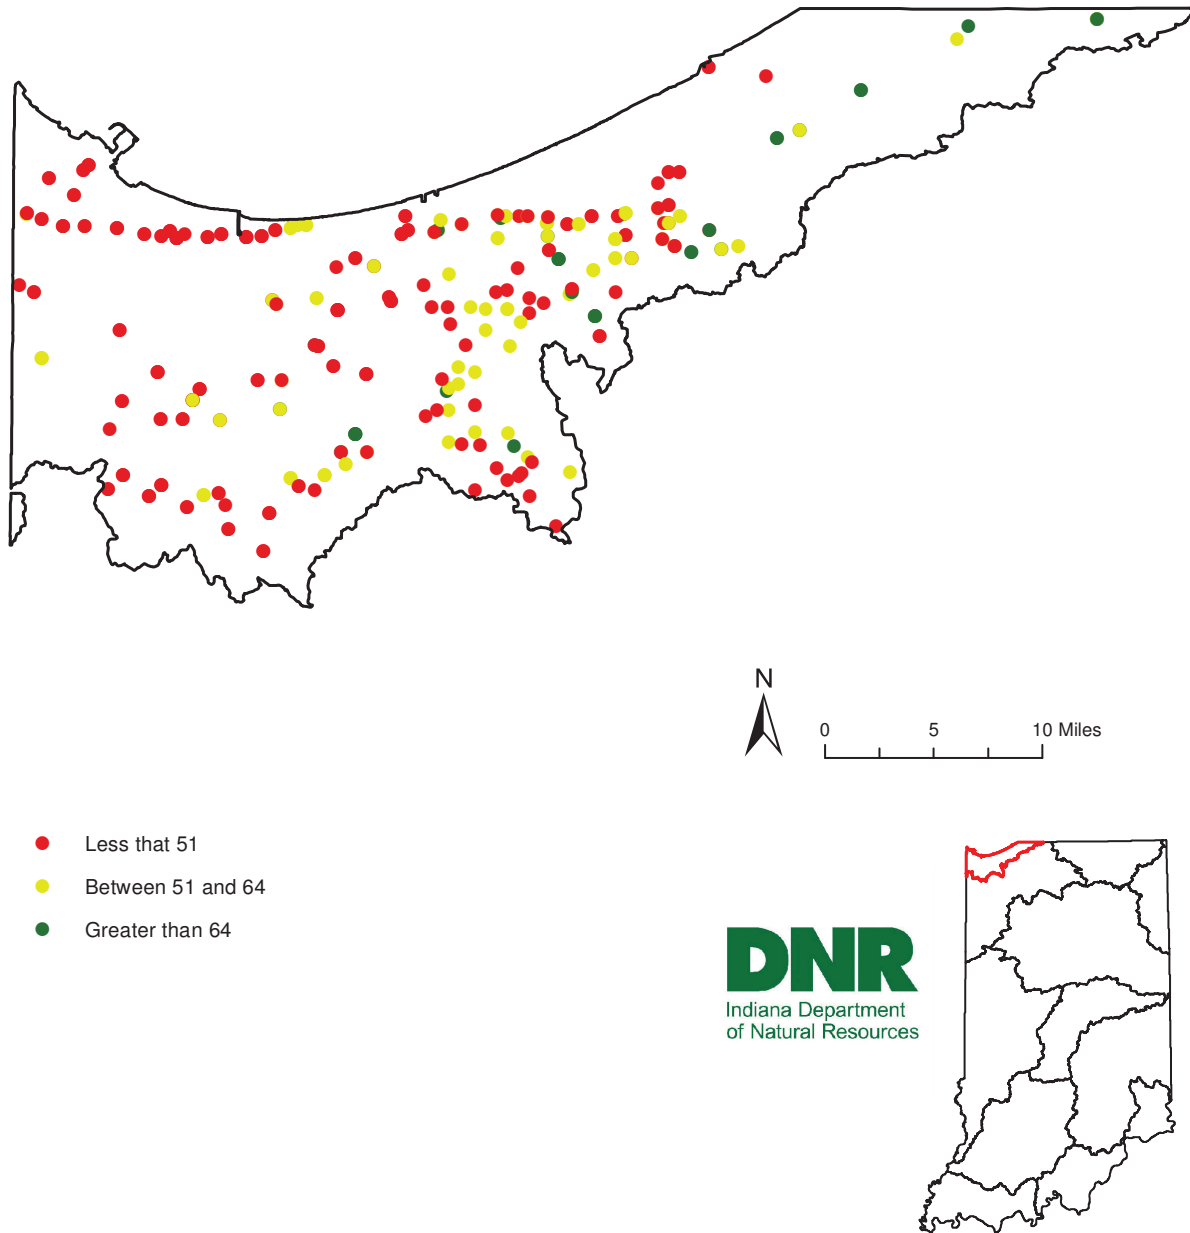 N
0 5 10 Miles
Less that 51
Between 51 and 64
Greater than 64
DNR
Indiana Department
of Natural Resources